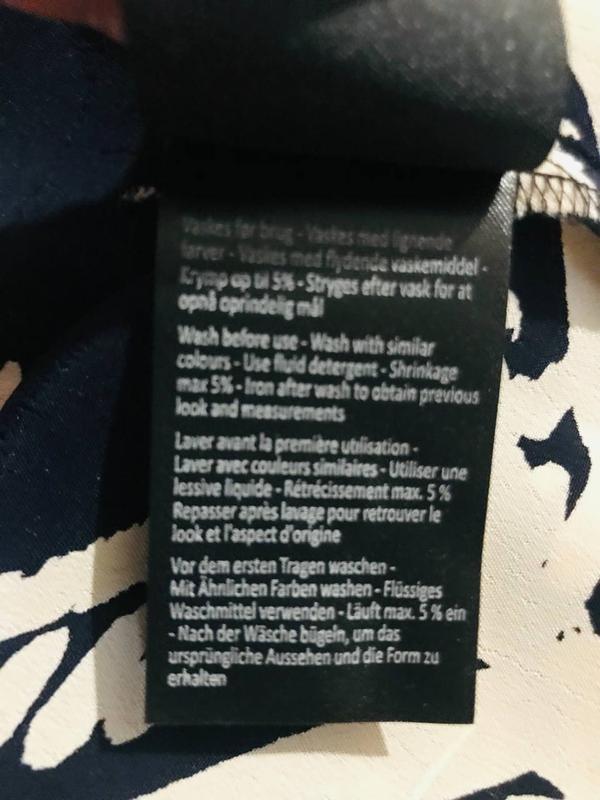 Vaskes før brug - Vaskes med lignende
farver - Vaskes med flydende vaskemiddel -
Krymp op til 5% - Stryges efter vask for at
opnå oprindelig mål
Wash before use - Wash with similar
colours - Use fluid detergent - Shrinkage
max 5% - Iron after wash to obtain previous
look and measurements
Laver avant la première utilisation -
Laver avec couleurs similaires - Utiliser une
lessive liquide - Rétrécissement max. 5 %
Repasser après lavage pour retrouver le
look et l'aspect d'origine
Vor dem ersten Tragen waschen -
Mit Ähnlichen Farben washen - Flüssiges
Waschmittel verwenden - Läuft max. 5 % ein
- Nach der Wäsche bügeln, um das
ursprüngliche Aussehen und die Form zu
erhalten